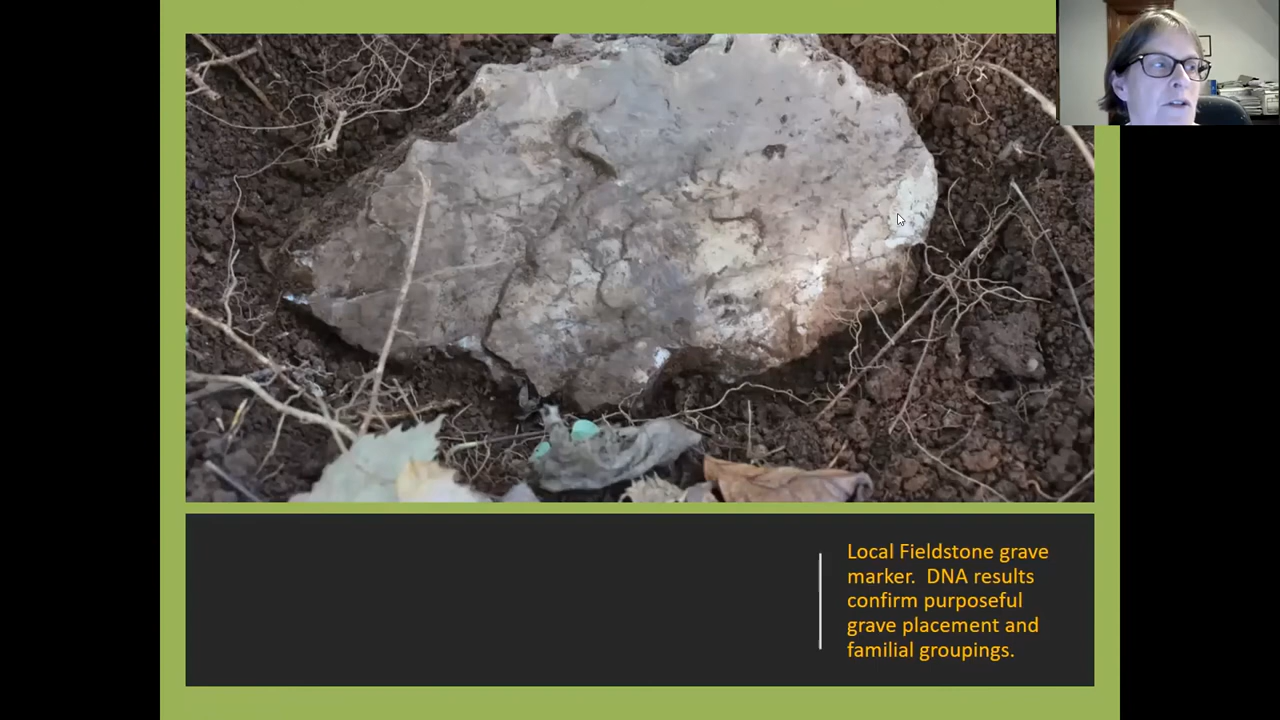 Local Fieldstone grave
marker.  DNA results
confirm purposeful
grave placement and
familial groupings.